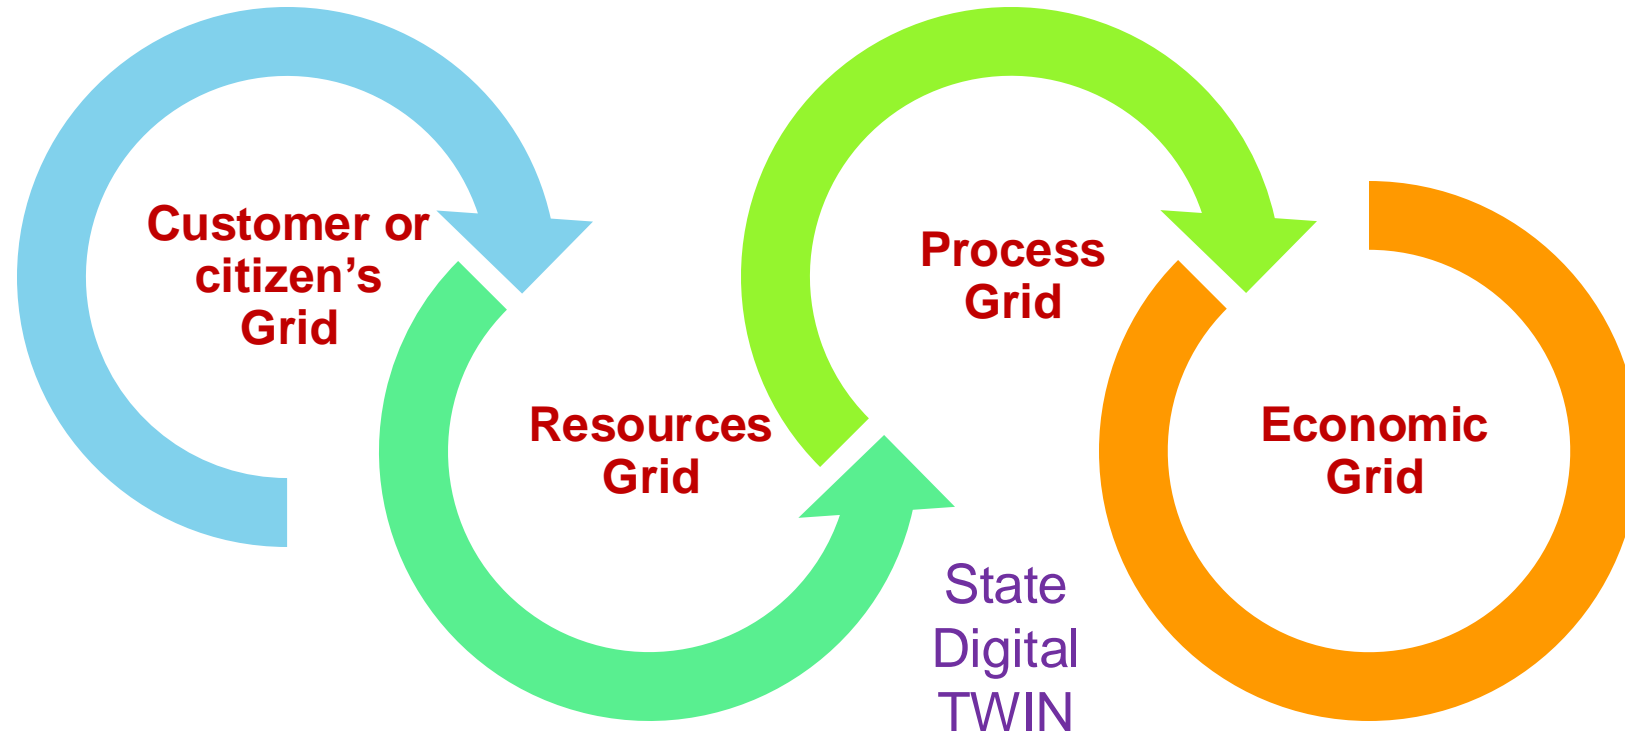 Customer or
citizen’s
Grid
Resources
Grid
Process
Grid
Economic
Grid
State
Digital
TWIN